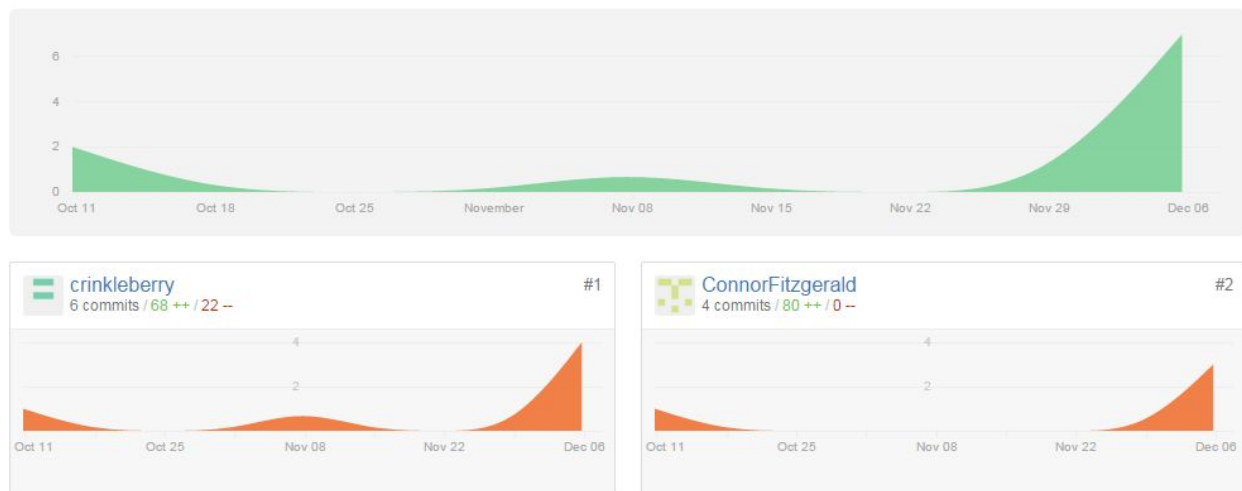 6
4
2
0
Oct 11 Oct 18 Oct 25 November Nov 08 Nov 15 Nov 22 Nov 29 Dec 06
crinkleberry #1
6 commits / 68 ++ / 22 --
4
2
Oct 11 Oct 25 Nov 08 Nov 22 Dec 06
ConnorFitzgerald #2
4 commits / 80 ++ / 0 --
4
2
Oct 11 Oct 25 Nov 08 Nov 22 Dec 06